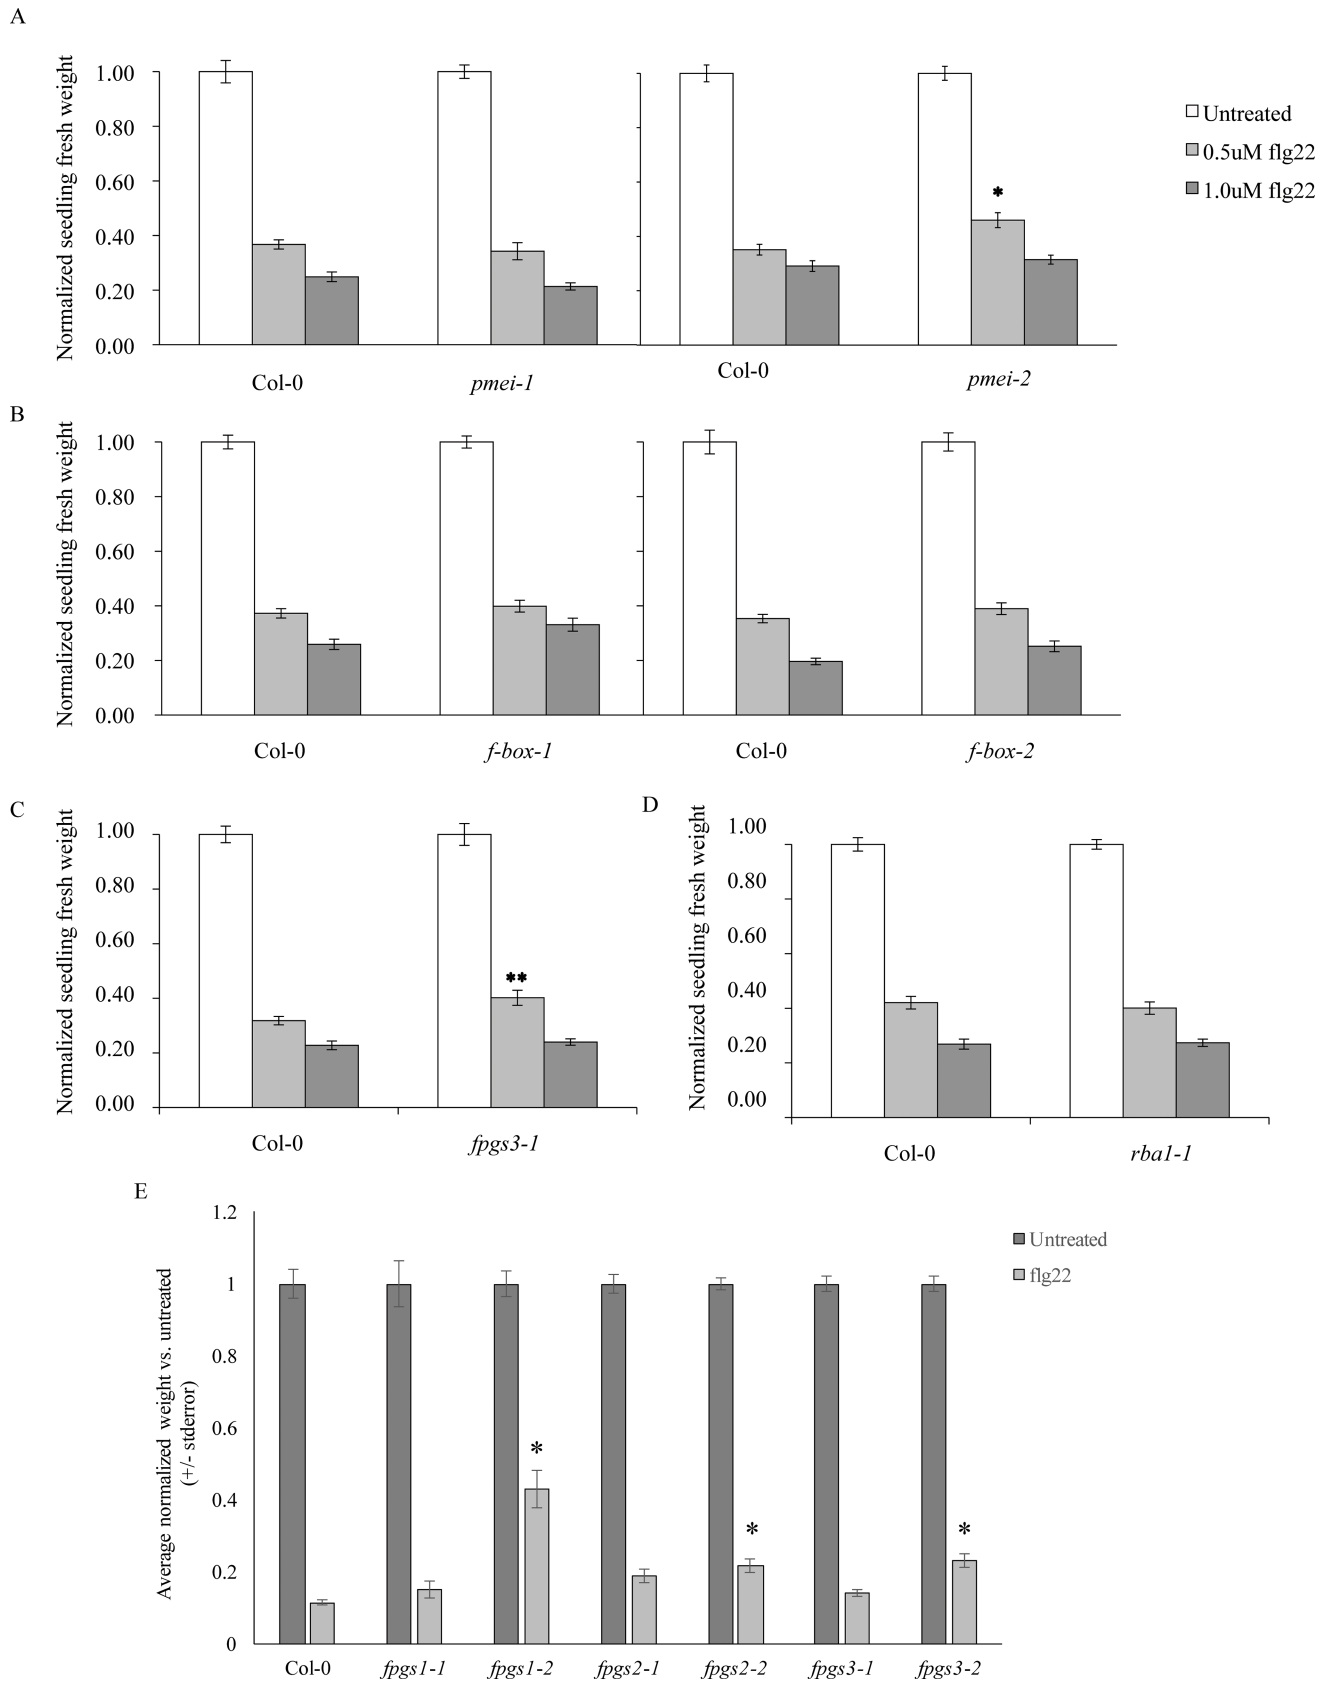 A
Normalized seedling fresh weight
1.00
0.80
0.60
0.40
0.20
0.00
*
Col-0
pmei-1
Col-0
pmei-2
Untreated
0.5uM flg22
1.0uM flg22
B
Normalized seedling fresh weight
1.00
0.80
0.60
0.40
0.20
0.00
Col-0
f-box-1
Col-0
f-box-2
C
Normalized seedling fresh weight
1.00
0.80
0.60
0.40
0.20
0.00
**
Col-0
fpgs3-1
D
Normalized seedling fresh weight
1.00
0.80
0.60
0.40
0.20
0.00
Col-0
rba1-1
E
Average normalized weight vs. untreated
(+/- stderror)
1.2
1
0.8
0.6
0.4
0.2
0
*
*
*
Col-0
fpgs1-1
fpgs1-2
fpgs2-1
fpgs2-2
fpgs3-1
fpgs3-2
Untreated
flg22